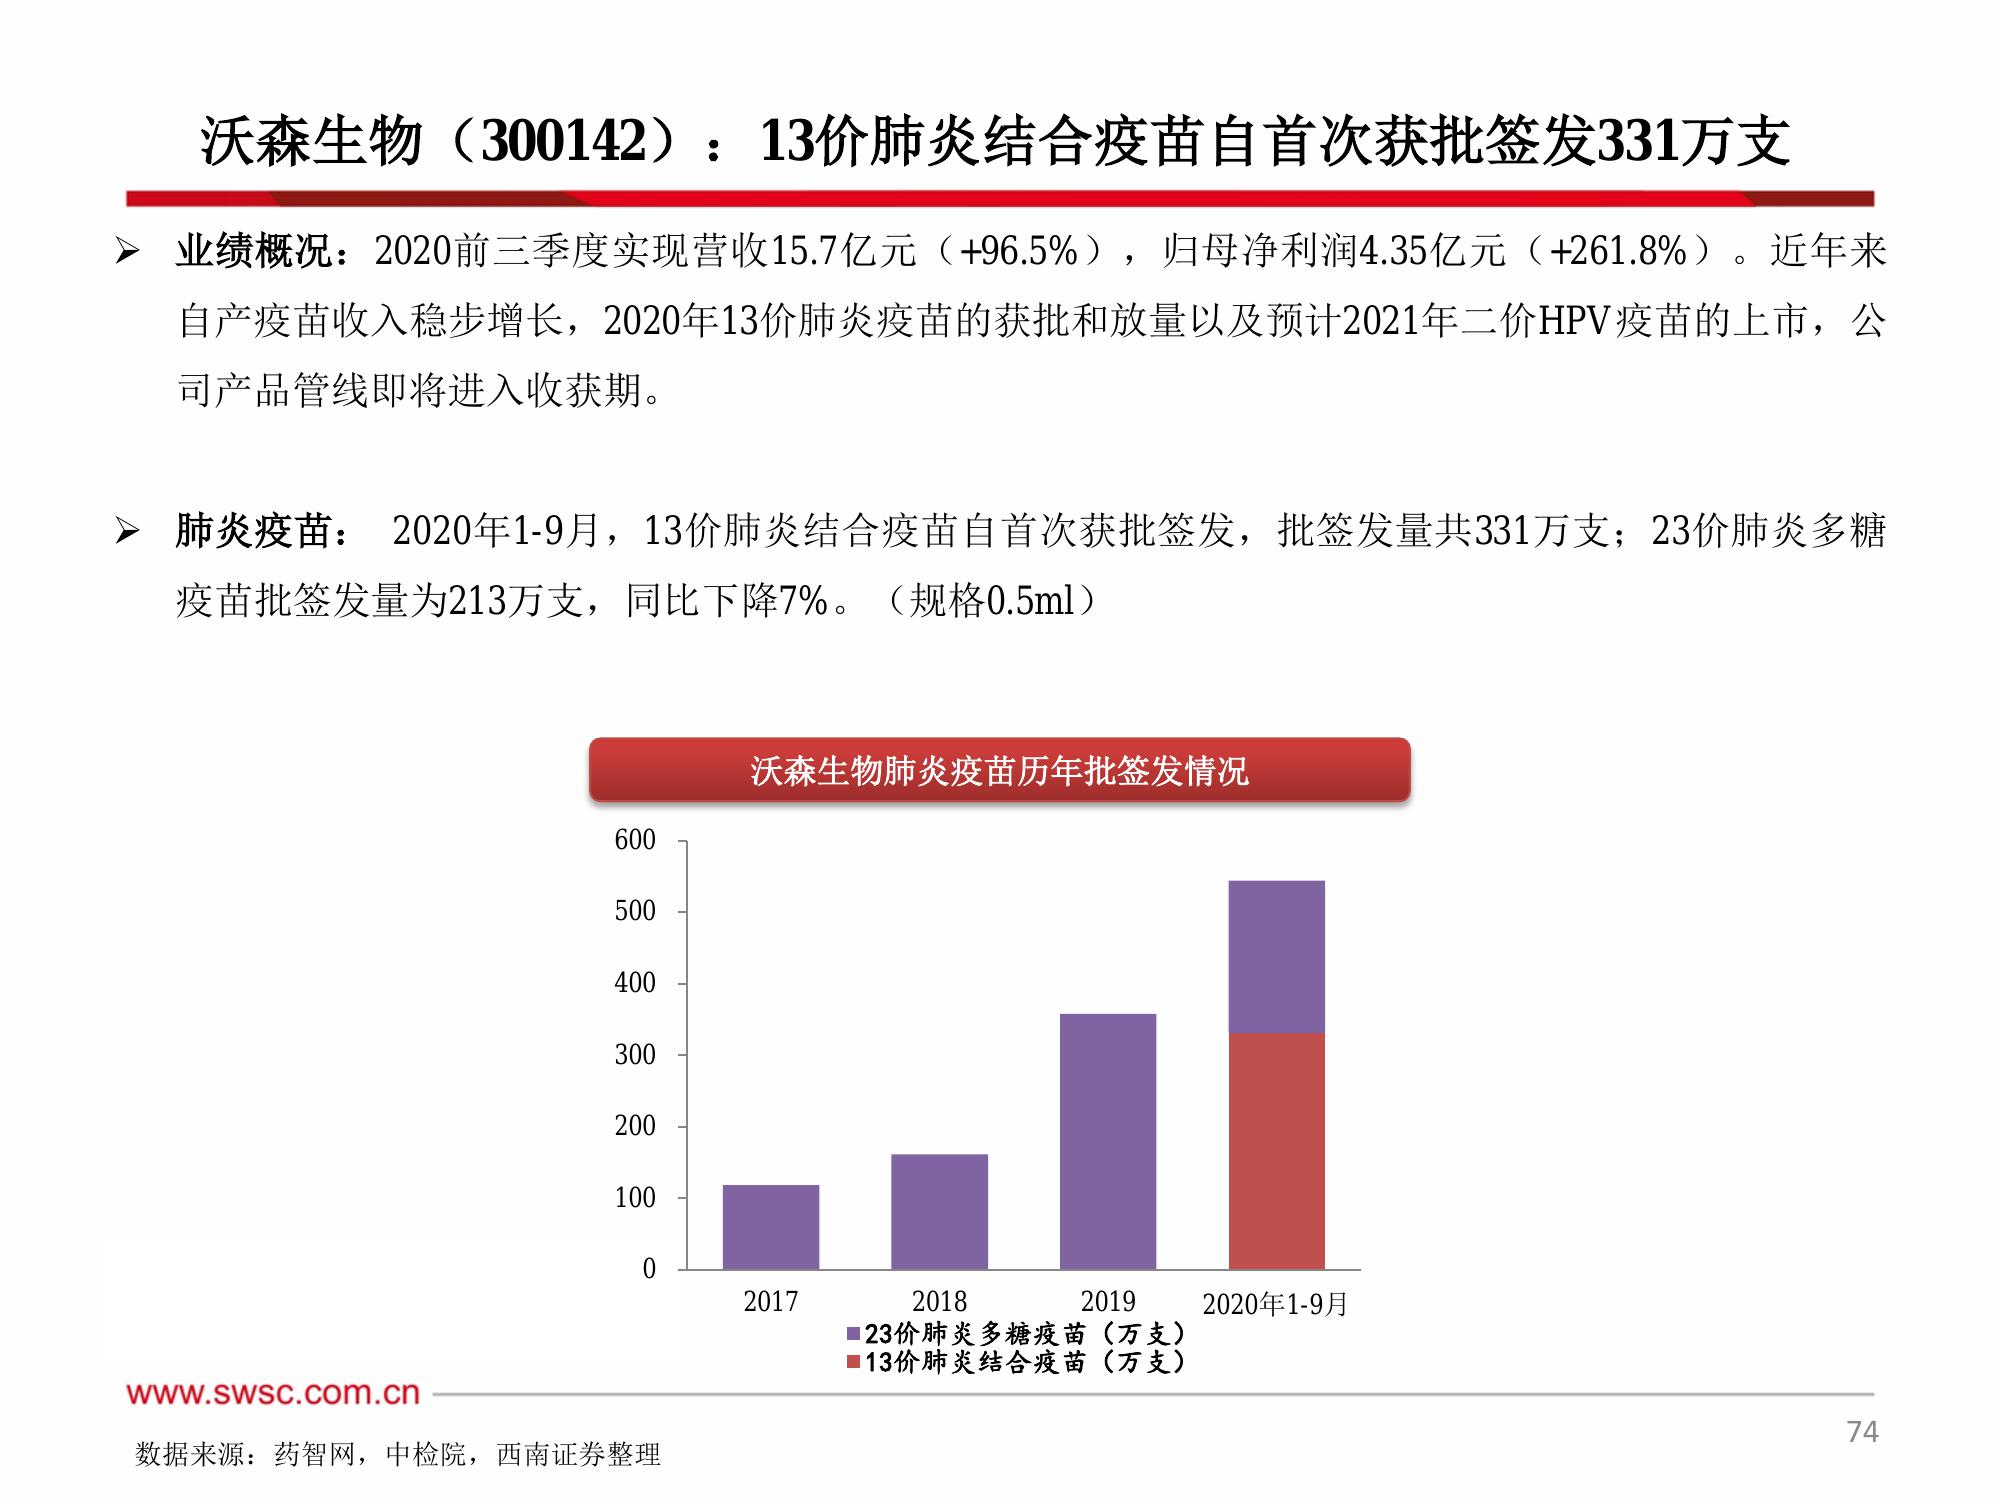 沃森生物（300142）：13价肺炎结合疫苗自首次获批签发331万支
➢ 业绩概况：2020前三季度实现营收15.7亿元（+96.5%），归母净利润4.35亿元（+261.8%）。近年来
自产疫苗收入稳步增长，2020年13价肺炎疫苗的获批和放量以及预计2021年二价HPV疫苗的上市，公
司产品管线即将进入收获期。
➢ 肺炎疫苗： 2020年1-9月，13价肺炎结合疫苗自首次获批签发，批签发量共331万支；23价肺炎多糖
疫苗批签发量为213万支，同比下降7%。（规格0.5ml）
沃森生物肺炎疫苗历年批签发情况
600
500
400
300
200
100
0
2017 2018 2019 2020年1-9月
23价肺炎多糖疫苗（万支）
13价肺炎结合疫苗（万支）
www.swsc.com.cn
74
数据来源：药智网，中检院，西南证券整理